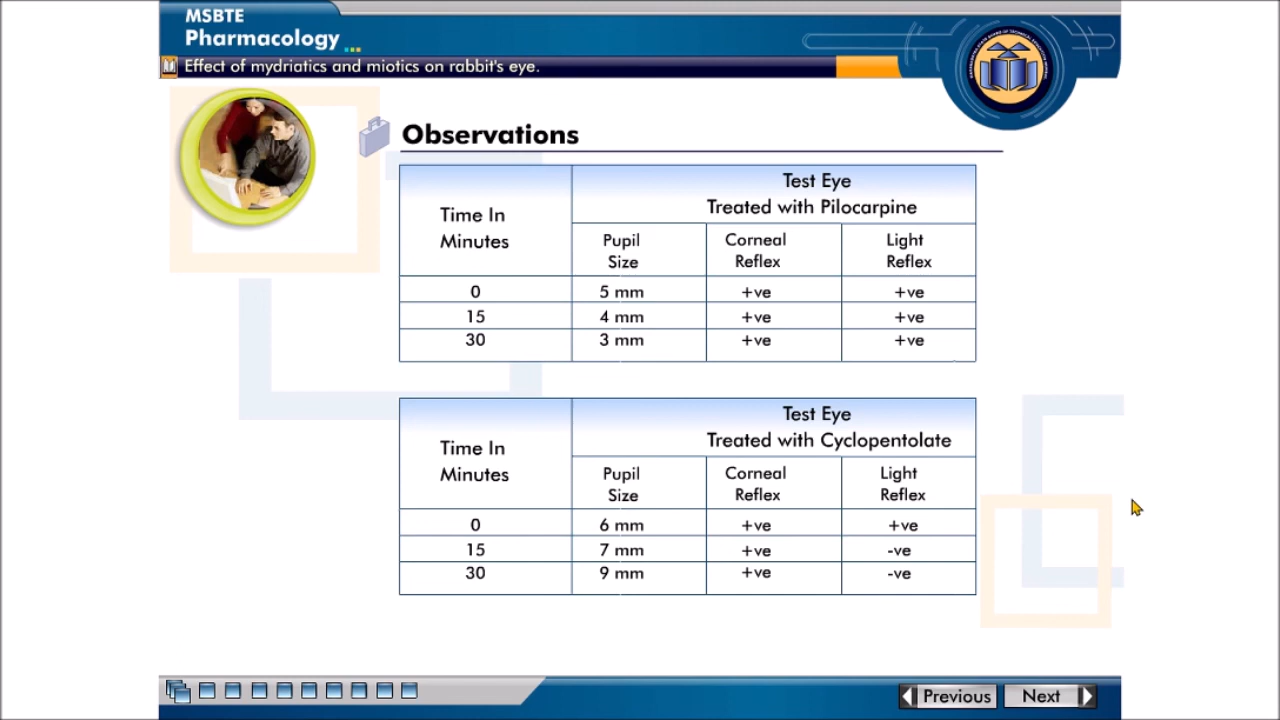 MSBTE
Pharmacology
Effect of mydriatics and miotics on rabbit's eye.
Observations
Time In Minutes
Test Eye
Treated with Pilocarpine
Pupil Size Corneal Reflex Light Reflex
0 5 mm +ve +ve
15 4 mm +ve +ve
30 3 mm +ve +ve
Time In Minutes
Test Eye
Treated with Cyclopentolate
Pupil Size Corneal Reflex Light Reflex
0 6 mm +ve +ve
15 7 mm +ve -ve
30 9 mm +ve -ve
Previous Next